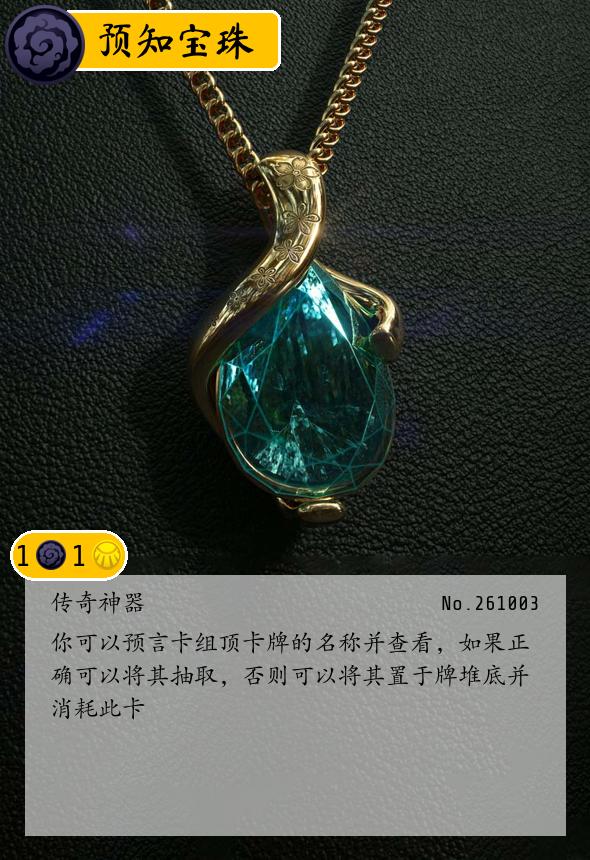 预知宝珠
1 1
传奇神器 No.261003
你可以预言卡组顶卡牌的名称并查看，如果正
确可以将其抽取，否则可以将其置于牌堆底并
消耗此卡